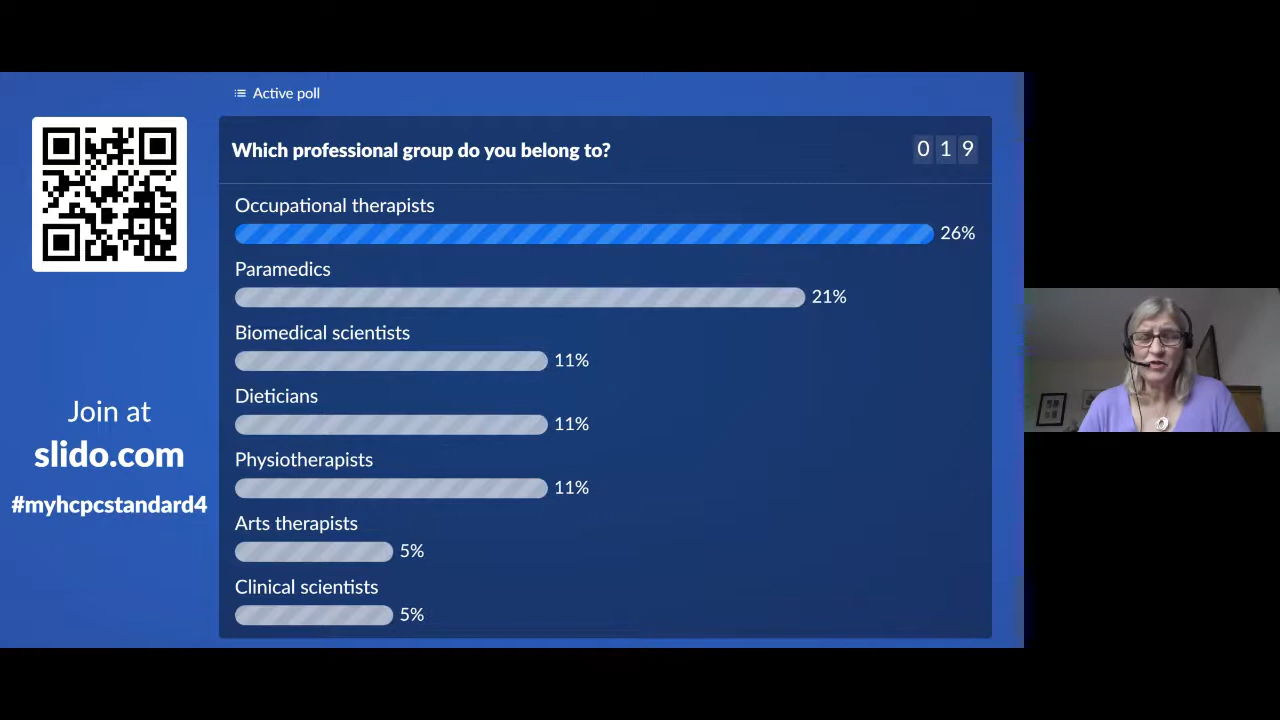 Active poll
Which professional group do you belong to?
0 1 9
Occupational therapists
26%
Paramedics
21%
Biomedical scientists
11%
Dieticians
11%
Physiotherapists
11%
Arts therapists
5%
Clinical scientists
5%
Join at
slido.com
#myhcpcstandard4